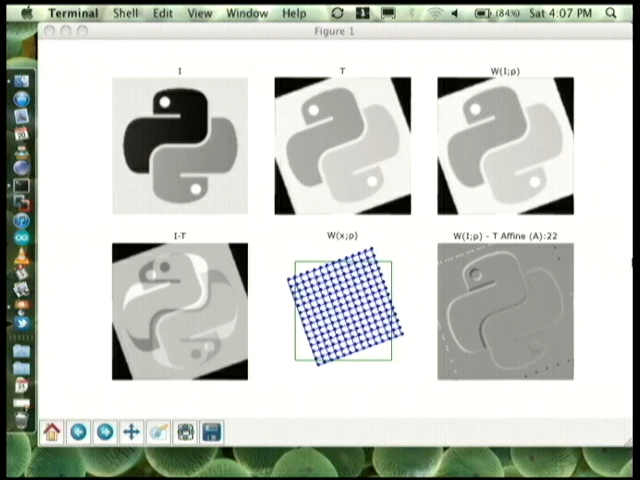 Terminal Shell Edit View Window Help (84%) Sat 4:07 PM
Figure 1
I T W(I;p)
I-T W(x;p) W(I;p) - T Affine (A):22